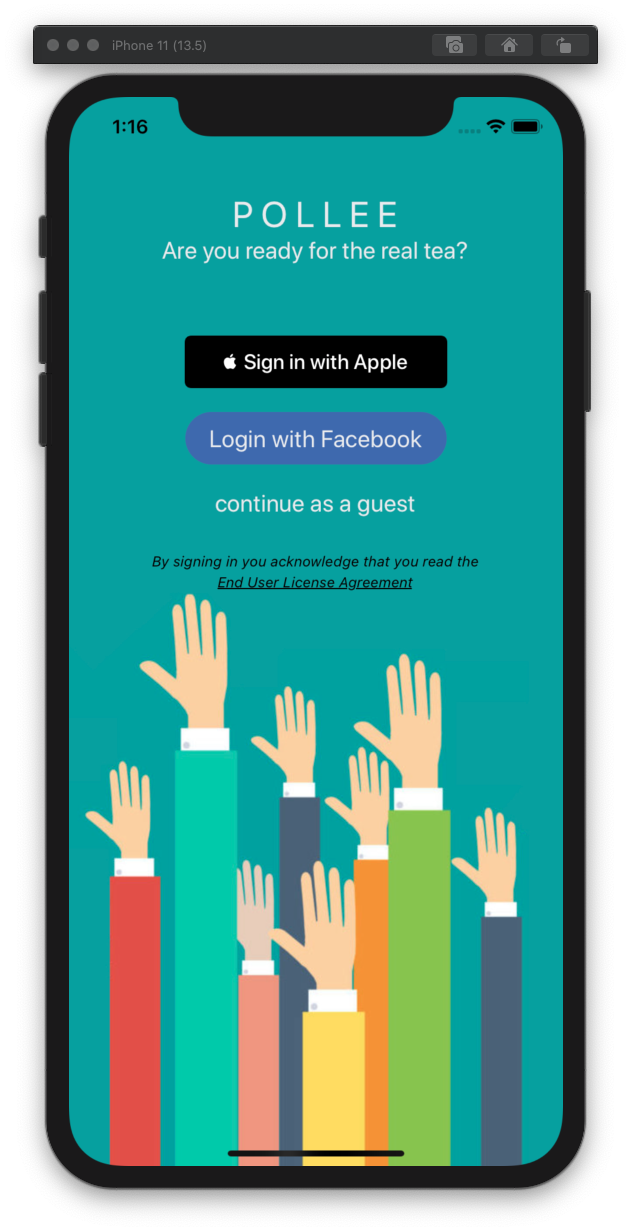 iPhone 11 (13.5)
1:16
POLLEE
Are you ready for the real tea?
Sign in with Apple
Login with Facebook
continue as a guest
By signing in you acknowledge that you read the
End User License Agreement